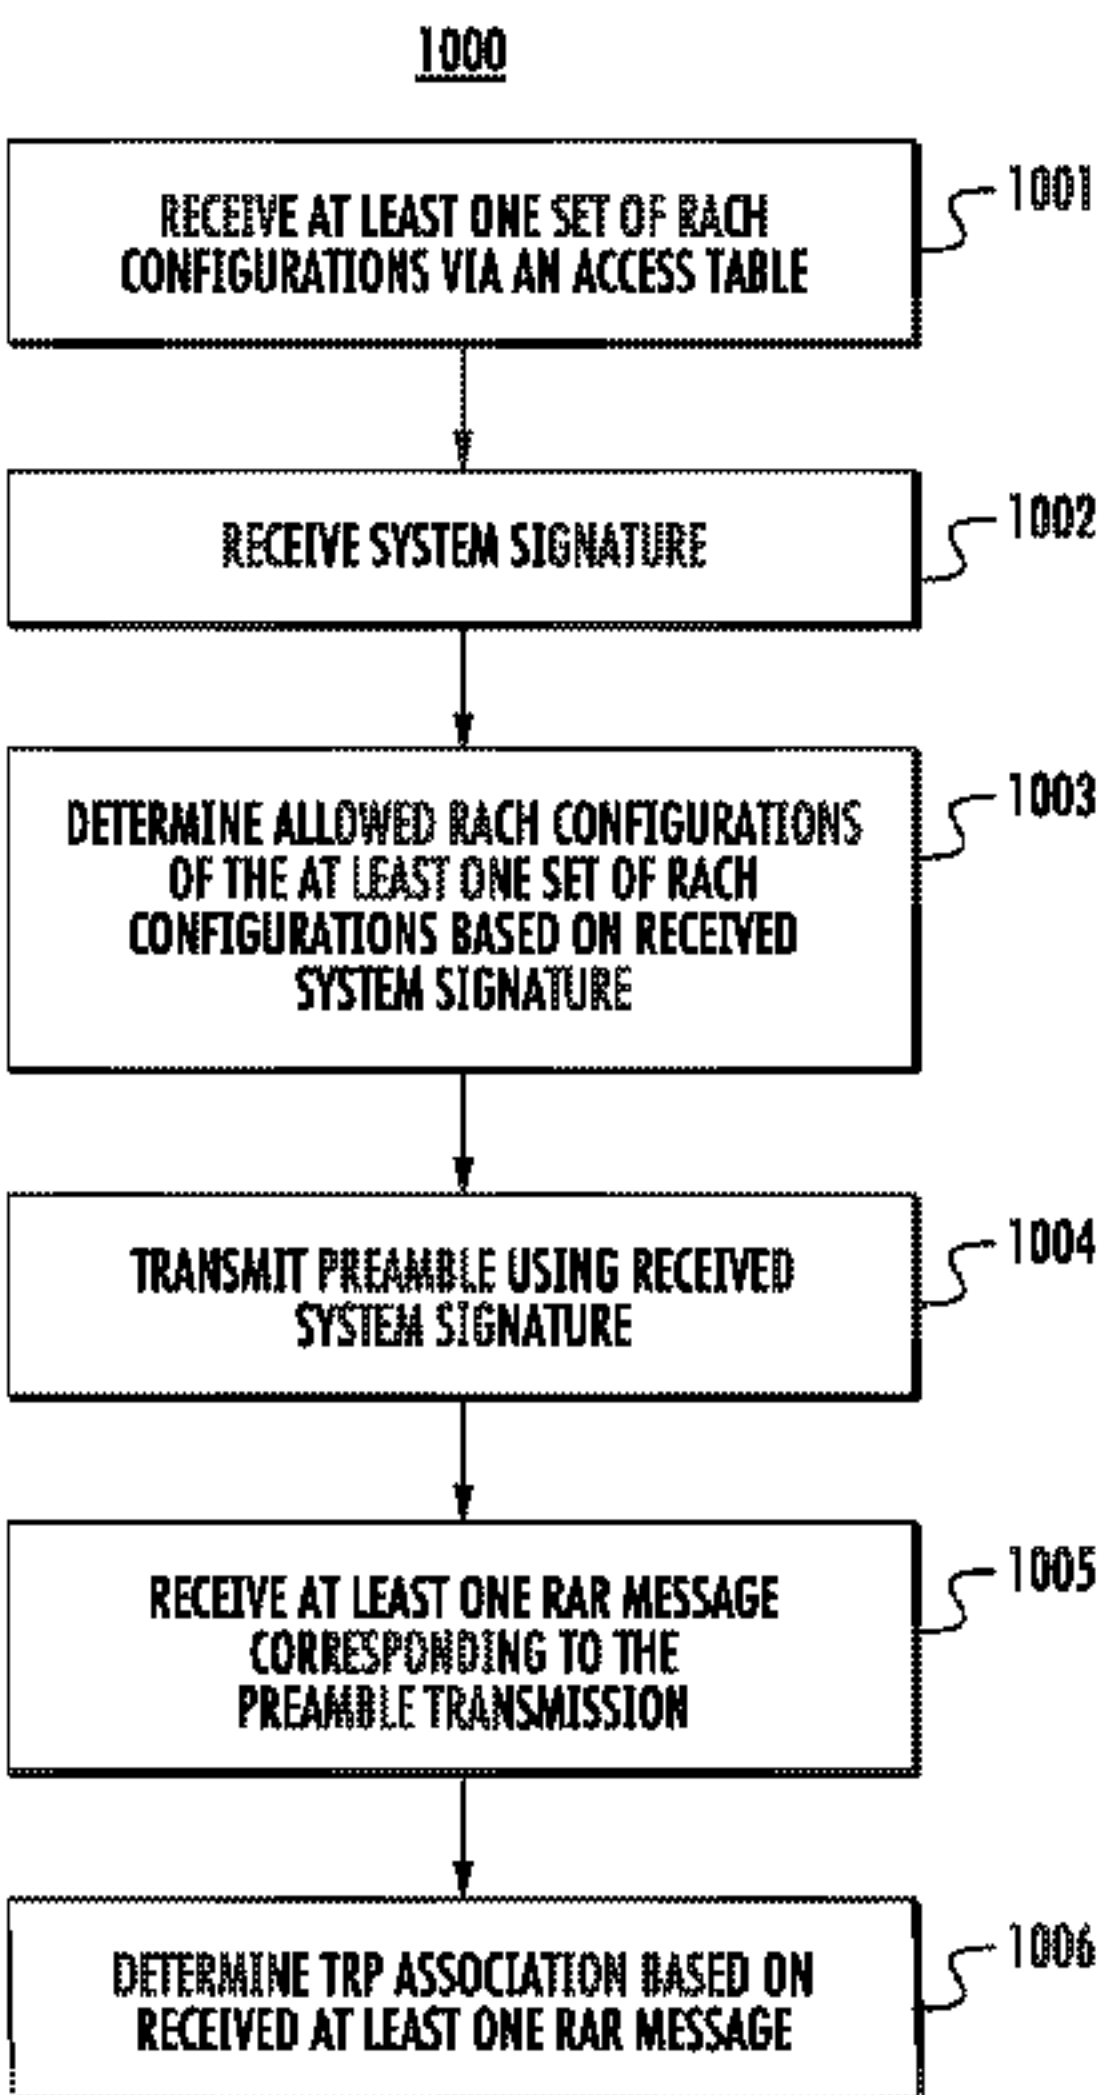 1000
RECEIVE AT LEAST ONE SET OF RACH
CONFIGURATIONS VIA AN ACCESS TABLE
1001
RECEIVE SYSTEM SIGNATURE
1002
DETERMINE ALLOWED RACH CONFIGURATIONS
OF THE AT LEAST ONE SET OF RACH
CONFIGURATIONS BASED ON RECEIVED
SYSTEM SIGNATURE
1003
TRANSMIT PREAMBLE USING RECEIVED
SYSTEM SIGNATURE
1004
RECEIVE AT LEAST ONE RAR MESSAGE
CORRESPONDING TO THE
PREAMBLE TRANSMISSION
1005
DETERMINE TRP ASSOCIATION BASED ON
RECEIVED AT LEAST ONE RAR MESSAGE
1006